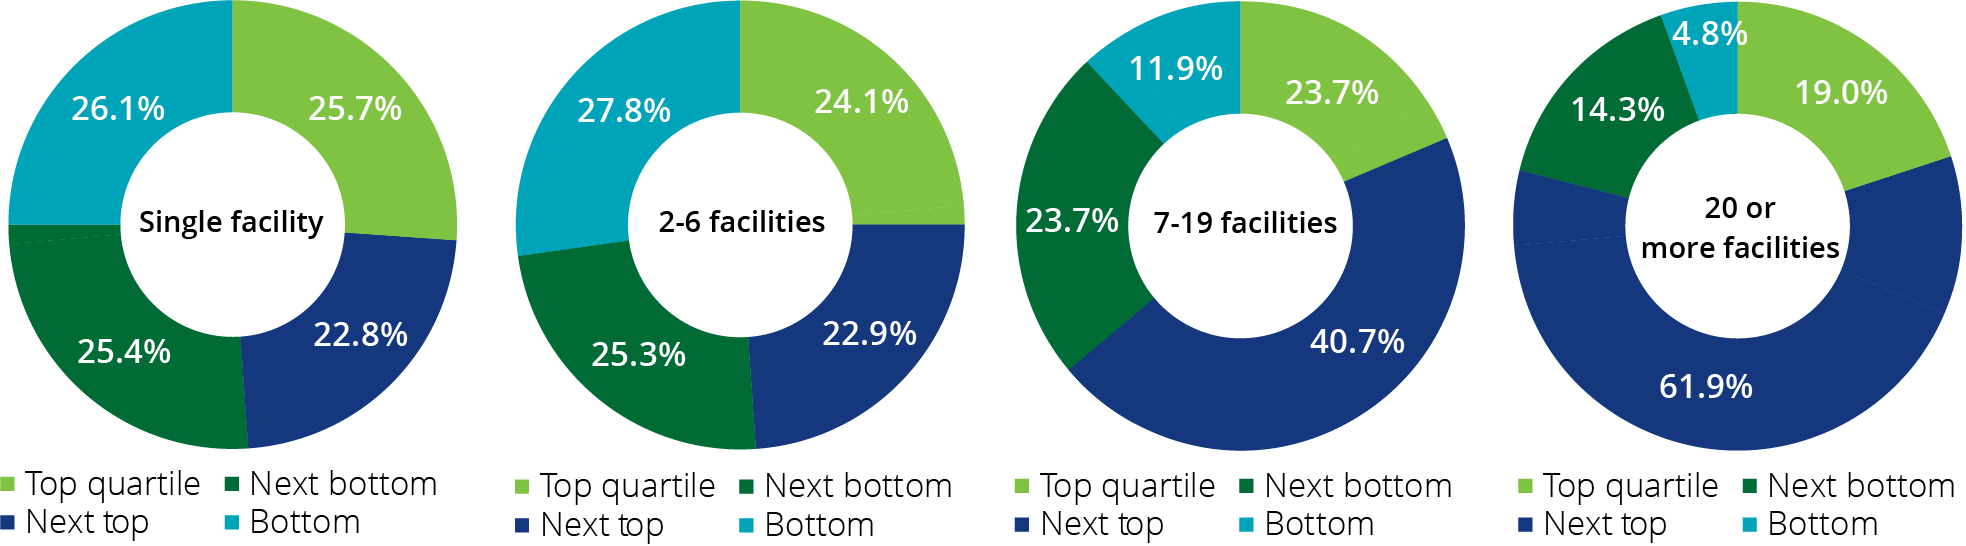 26.1%
25.7%
Single facility
25.4%
22.8%
Top quartile
Next bottom
Next top
Bottom
27.8%
24.1%
2-6 facilities
25.3%
22.9%
Top quartile
Next bottom
Next top
Bottom
11.9%
23.7%
23.7%
7-19 facilities
40.7%
Top quartile
Next bottom
Next top
Bottom
4.8%
14.3%
19.0%
20 or
more facilities
61.9%
Top quartile
Next bottom
Next top
Bottom